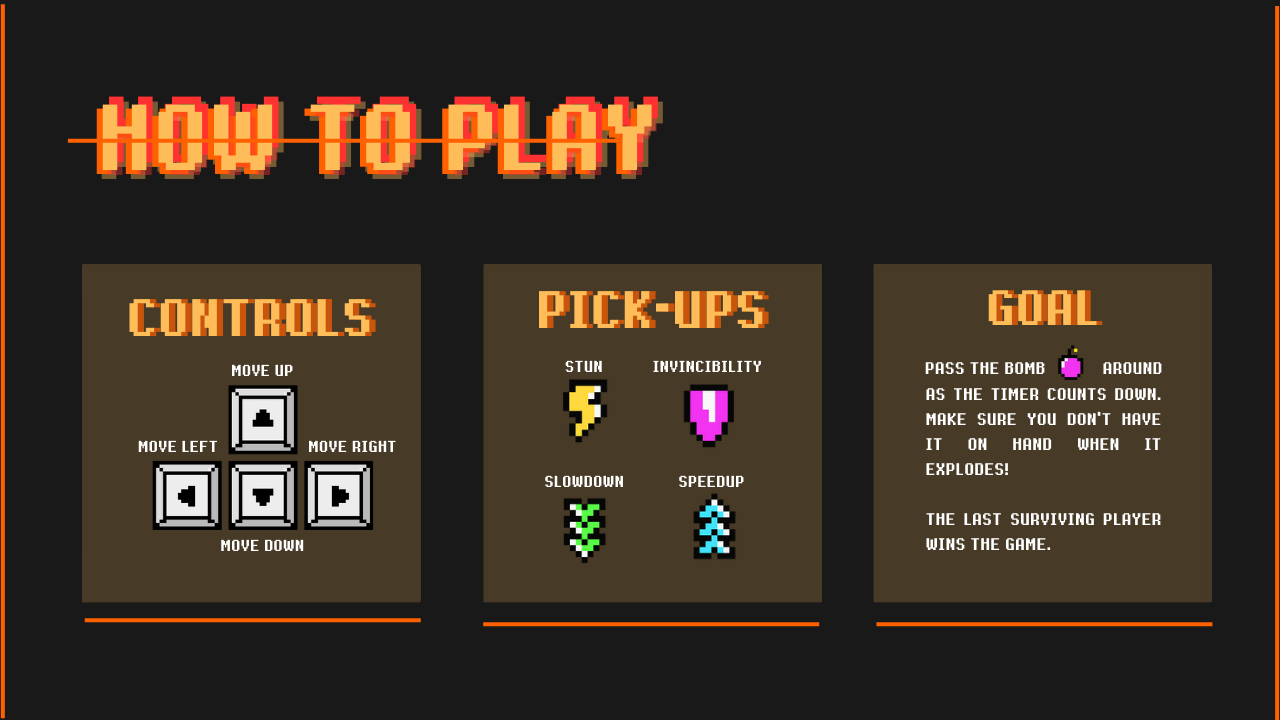 HOW TO PLAY
CONTROLS
MOVE UP
MOVE LEFT
MOVE RIGHT
MOVE DOWN
PICK-UPS
STUN
INVINCIBILITY
SLOWDOWN
SPEEDUP
GOAL
PASS THE BOMB AROUND
AS THE TIMER COUNTS DOWN.
MAKE SURE YOU DON'T HAVE
IT ON HAND WHEN IT
EXPLODES!
THE LAST SURVIVING PLAYER
WINS THE GAME.